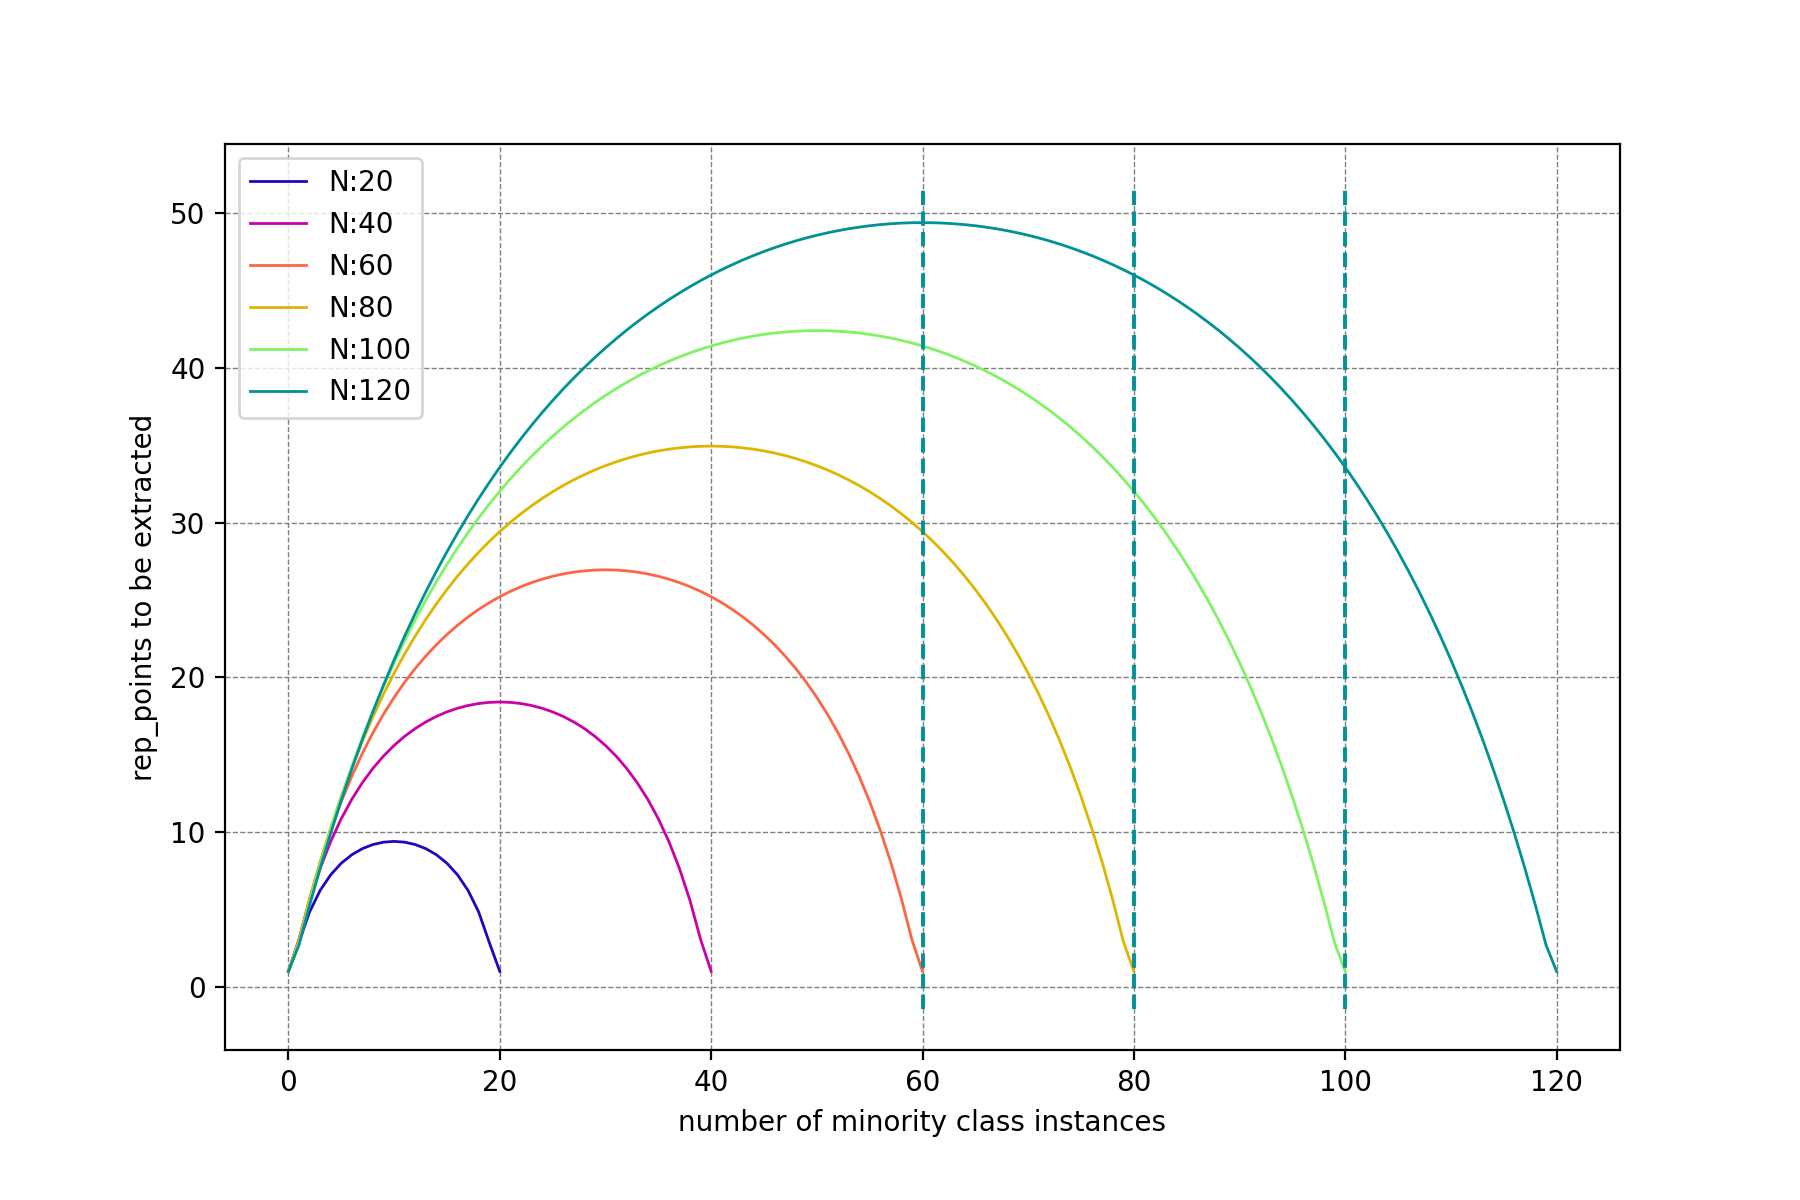 N:20
N:40
N:60
N:80
N:100
N:120
50
40
30
20
10
0
rep_points to be extracted
0 20 40 60 80 100 120
number of minority class instances